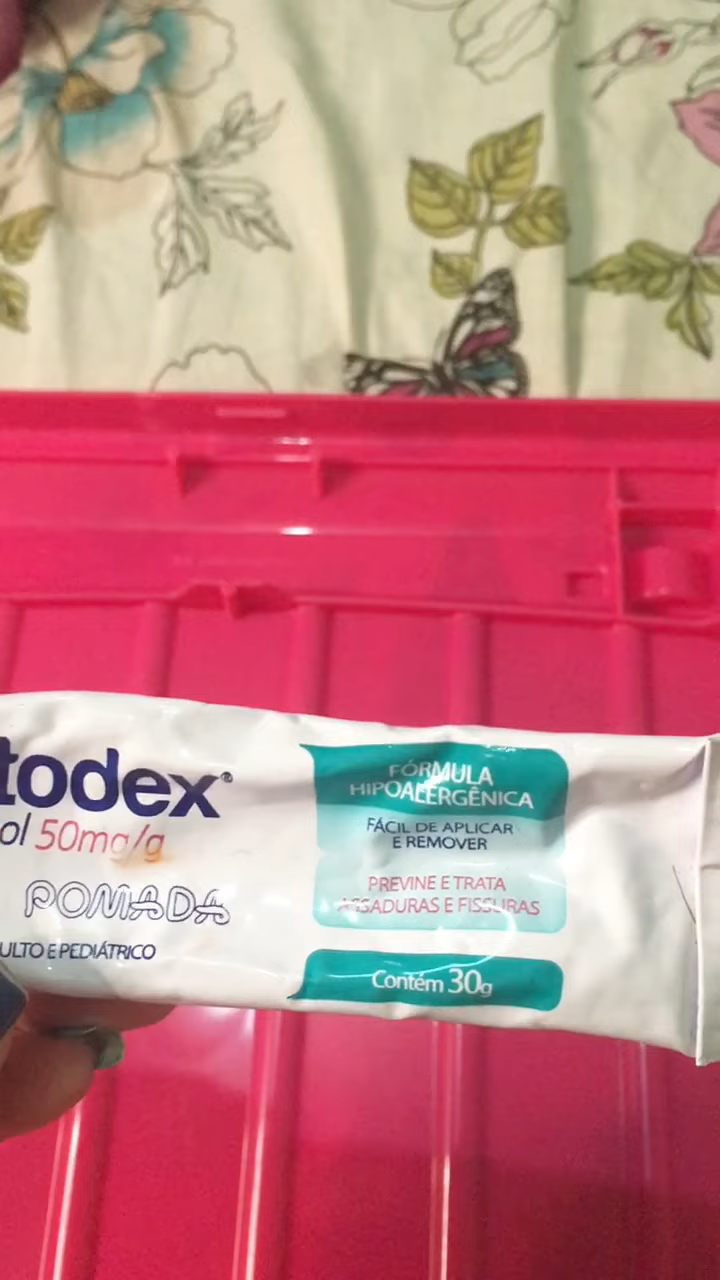 todex®
ol 50mg/g
POMADA
ULTO E PEDIÁTRICO
FÓRMULA
HIPOALERGÊNICA
FÁCIL DE APLICAR
E REMOVER
PREVINE E TRATA
ASSADURAS E FISSURAS
Contém 30g